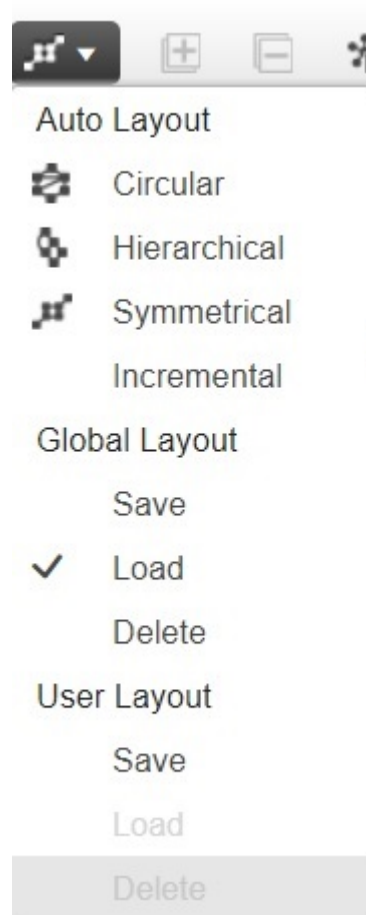 Auto Layout
Circular
Hierarchical
Symmetrical
Incremental
Global Layout
Save
Load
Delete
User Layout
Save
Load
Delete